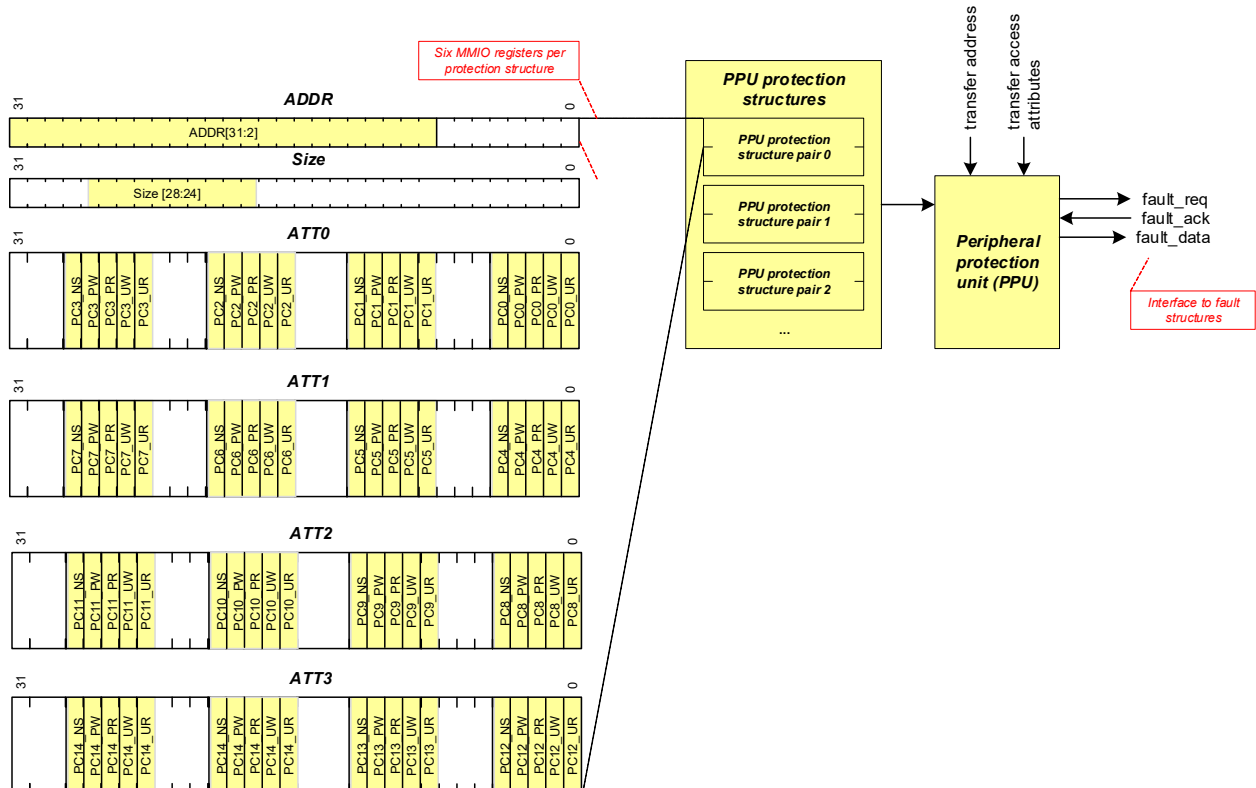 Six MMIO registers per
protection structure
ADDR
31
0
ADDR[31:2]
Size
31
0
Size [28:24]
ATT0
31
0
PC3_NS
PC3_PW
PC3_PR
PC3_UW
PC3_UR
PC2_NS
PC2_PW
PC2_PR
PC2_UW
PC2_UR
PC1_NS
PC1_PW
PC1_PR
PC1_UW
PC1_UR
PC0_NS
PC0_PW
PC0_PR
PC0_UW
PC0_UR
ATT1
31
0
PC7_NS
PC7_PW
PC7_PR
PC7_UW
PC7_UR
PC6_NS
PC6_PW
PC6_PR
PC6_UW
PC6_UR
PC5_NS
PC5_PW
PC5_PR
PC5_UW
PC5_UR
PC4_NS
PC4_PW
PC4_PR
PC4_UW
PC4_UR
ATT2
31
0
PC11_NS
PC11_PW
PC11_PR
PC11_UW
PC11_UR
PC10_NS
PC10_PW
PC10_PR
PC10_UW
PC10_UR
PC9_NS
PC9_PW
PC9_PR
PC9_UW
PC9_UR
PC8_NS
PC8_PW
PC8_PR
PC8_UW
PC8_UR
ATT3
31
0
PC14_NS
PC14_PW
PC14_PR
PC14_UW
PC14_UR
PC14_NS
PC14_PW
PC14_PR
PC14_UW
PC14_UR
PC13_NS
PC13_PW
PC13_PR
PC13_UW
PC13_UR
PC12_NS
PC12_PW
PC12_PR
PC12_UW
PC12_UR
PPU protection
structures
PPU protection
structure pair 0
PPU protection
structure pair 1
PPU protection
structure pair 2
...
transfer address
transfer access
attributes
Peripheral
protection
unit (PPU)
fault_req
fault_ack
fault_data
Interface to fault
structures